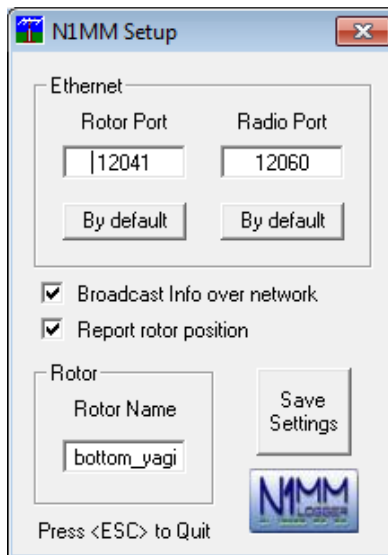 N1MM Setup
Ethernet
Rotor Port
Radio Port
12041
12060
By default
By default
Broadcast Info over network
Report rotor position
Rotor
Rotor Name
bottom_yagi
Save
Settings
N1MM
LOGGER
Press <ESC> to Quit